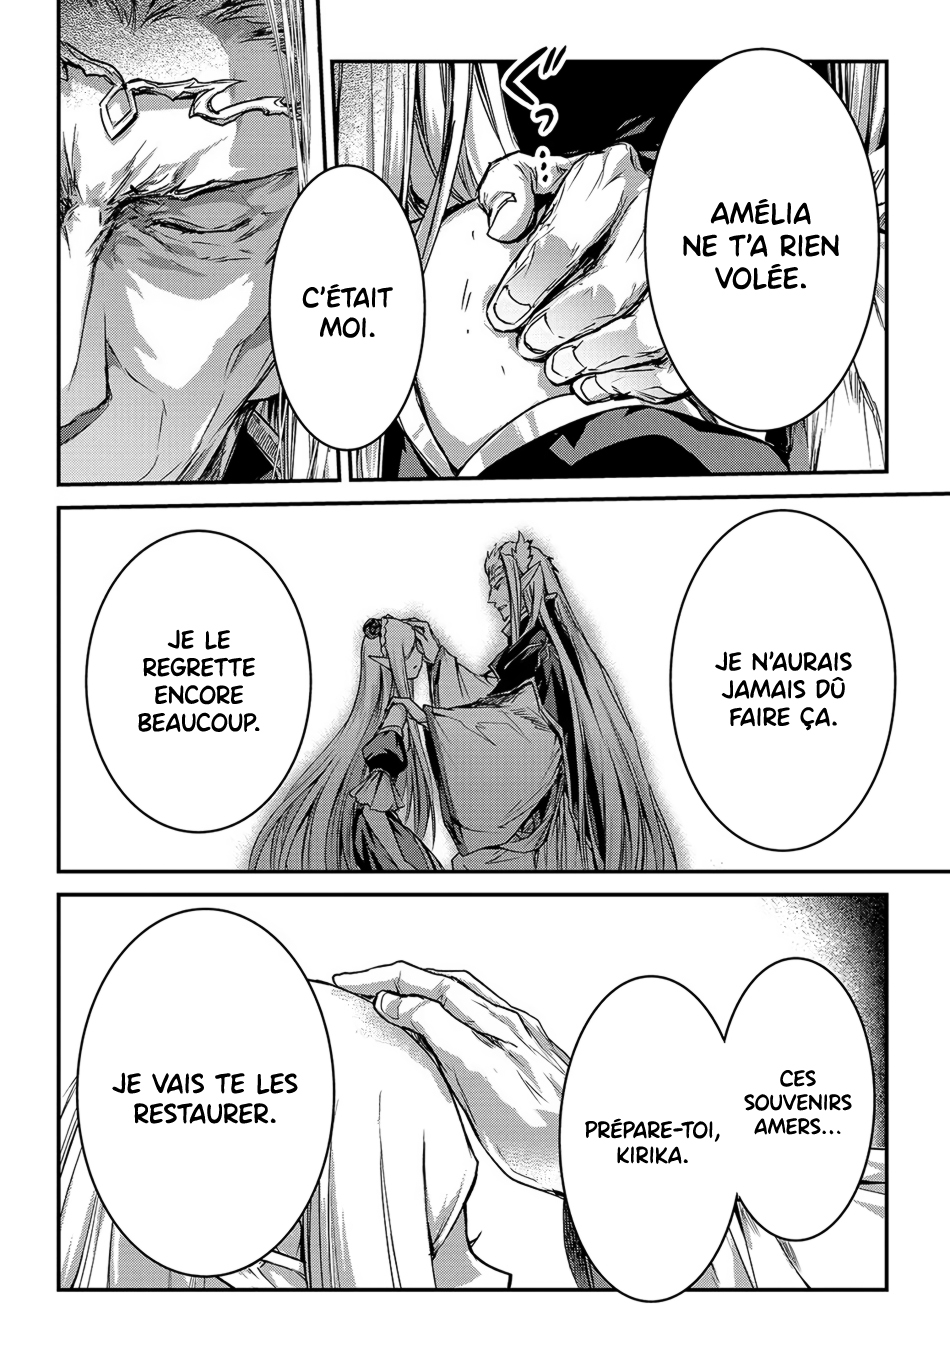 AMÉLIA
NE T'A RIEN
VOLÉE.
C'ÉTAIT
MOI.
JE N'AURAIS
JAMAIS DÛ
FAIRE ÇA.
JE LE
REGRETTE
ENCORE
BEAUCOUP.
CES
SOUVENIRS
AMERS...
PRÉPARE-TOI,
KIRIKA.
JE VAIS TE LES
RESTAURER.